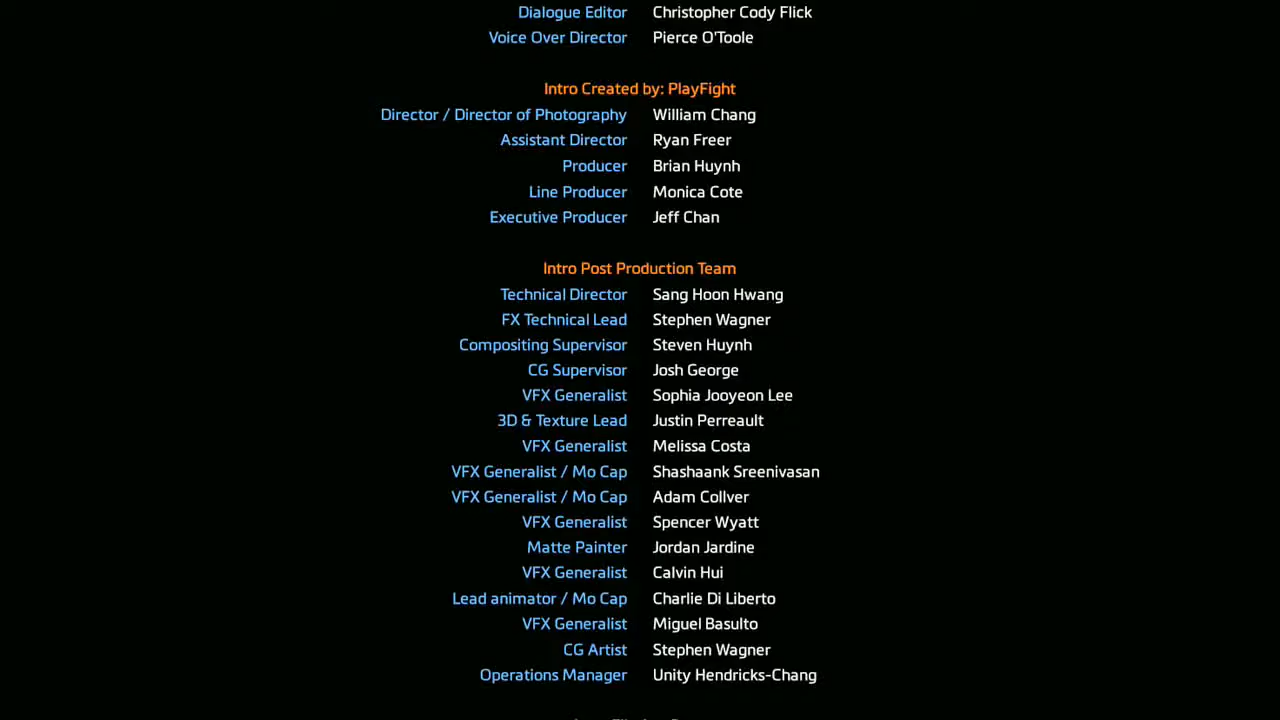 Dialogue Editor Christopher Cody Flick
Voice Over Director Pierce O'Toole
Intro Created by: PlayFight
Director / Director of Photography William Chang
Assistant Director Ryan Freer
Producer Brian Huynh
Line Producer Monica Cote
Executive Producer Jeff Chan
Intro Post Production Team
Technical Director Sang Hoon Hwang
FX Technical Lead Stephen Wagner
Compositing Supervisor Steven Huynh
CG Supervisor Josh George
VFX Generalist Sophia Jooyeon Lee
3D & Texture Lead Justin Perreault
VFX Generalist Melissa Costa
VFX Generalist / Mo Cap Shashaank Sreenivasan
VFX Generalist / Mo Cap Adam Collver
VFX Generalist Spencer Wyatt
Matte Painter Jordan Jardine
VFX Generalist Calvin Hui
Lead animator / Mo Cap Charlie Di Liberto
VFX Generalist Miguel Basulto
CG Artist Stephen Wagner
Operations Manager Unity Hendricks-Chang